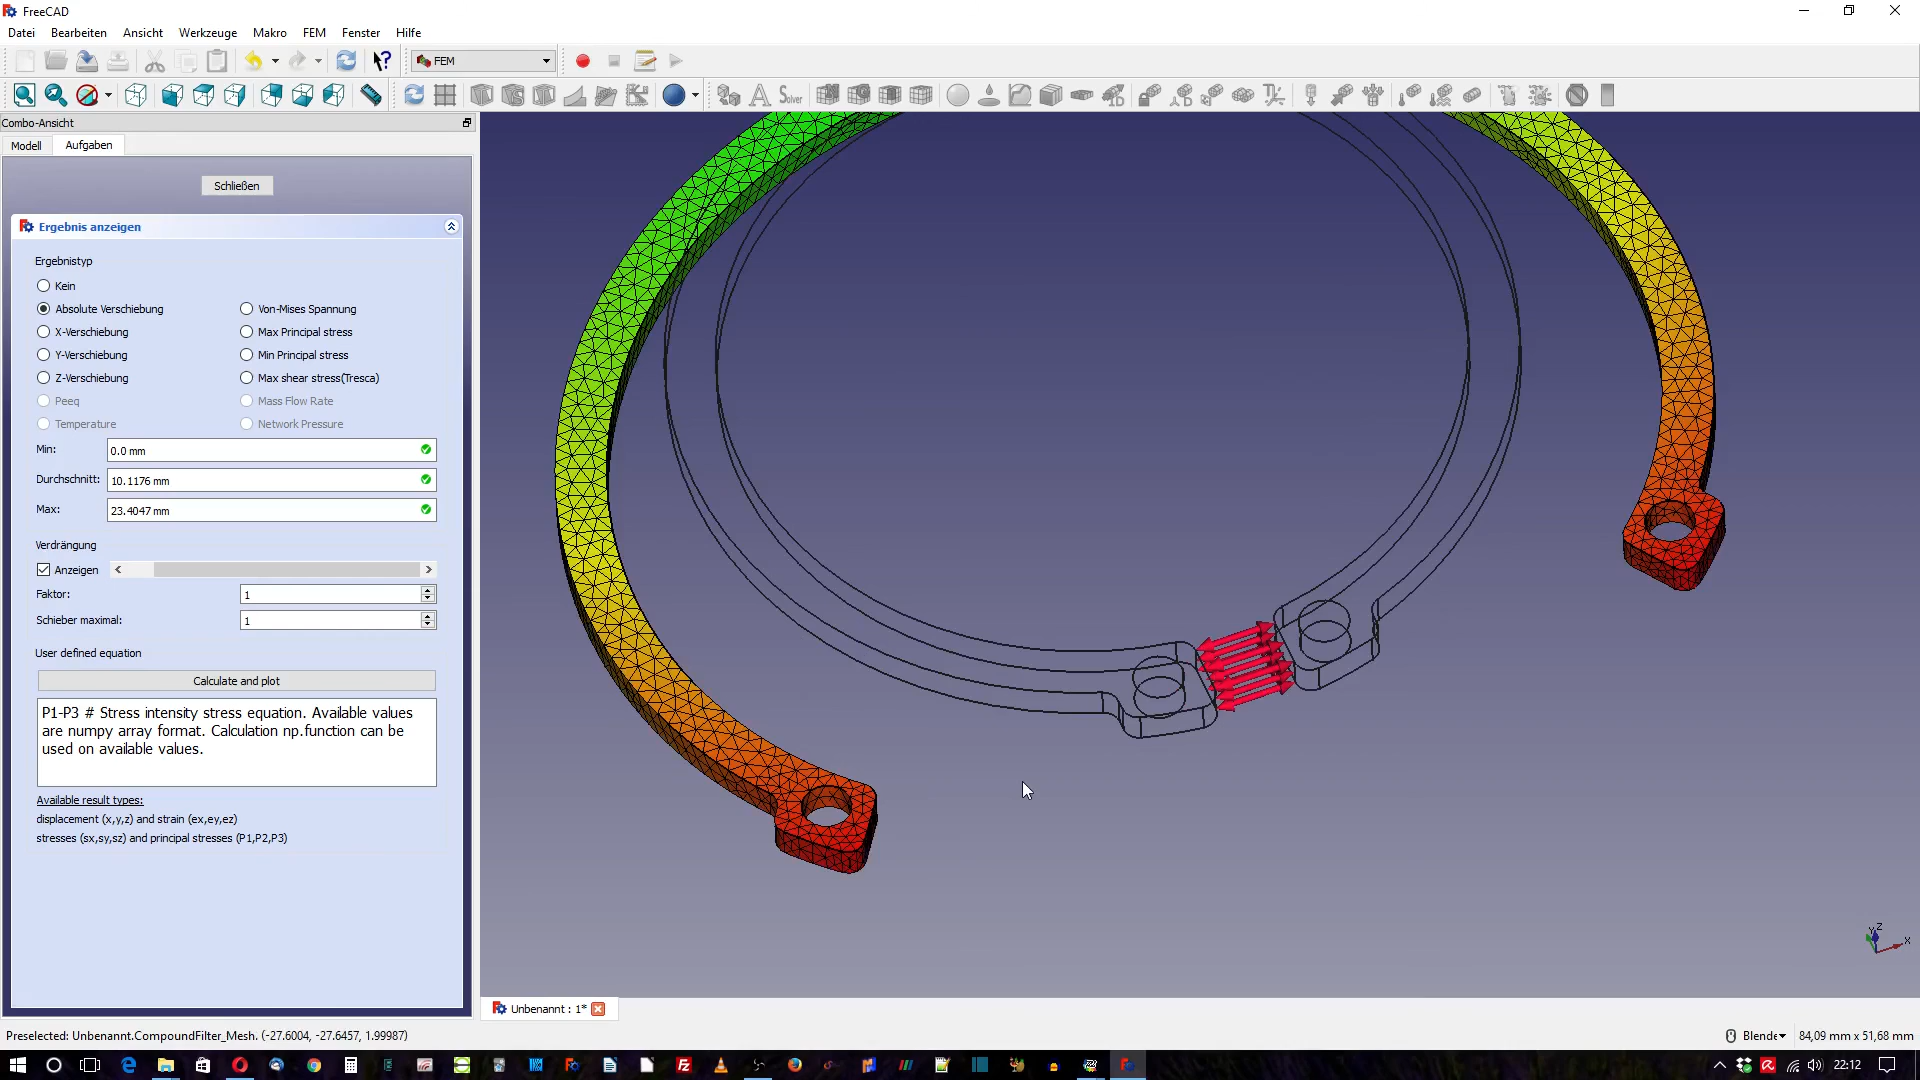 FreeCAD
Datei Bearbeiten Ansicht Werkzeuge Makro FEM Fenster Hilfe
FEM
Solver
1D
Combo-Ansicht
Modell Aufgaben
Schließen
Ergebnis anzeigen
Ergebnistyp
Kein
Absolute Verschiebung Von-Mises Spannung
X-Verschiebung Max Principal stress
Y-Verschiebung Min Principal stress
Z-Verschiebung Max shear stress(Tresca)
Peeq Mass Flow Rate
Temperature Network Pressure
Min: 0.0 mm
Durchschnitt: 10.1176 mm
Max: 23.4047 mm
Verdrängung
Anzeigen
Faktor: 1
Schieber maximal: 1
User defined equation
Calculate and plot
P1-P3 # Stress intensity stress equation. Available values
are numpy array format. Calculation np.function can be
used on available values.
Available result types:
displacement (x,y,z) and strain (ex,ey,ez)
stresses (sx,sy,sz) and principal stresses (P1,P2,P3)
Z
Y
X
Unbenannt : 1*
Preselected: Unbenannt.CompoundFilter_Mesh. (-27.6004, -27.6457, 1.99987)
Blende 84,09 mm x 51,68 mm
22:12